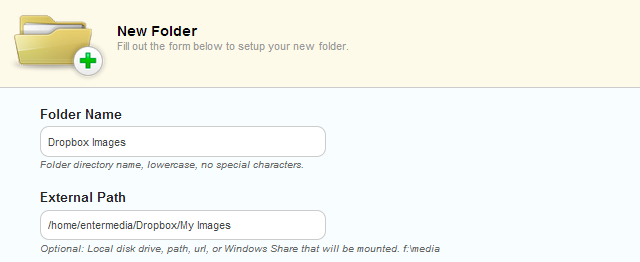 New Folder
Fill out the form below to setup your new folder.
Folder Name
Dropbox Images
Folder directory name, lowercase, no special characters.
External Path
/home/entermedia/Dropbox/My Images
Optional: Local disk drive, path, url, or Windows Share that will be mounted. f:\media